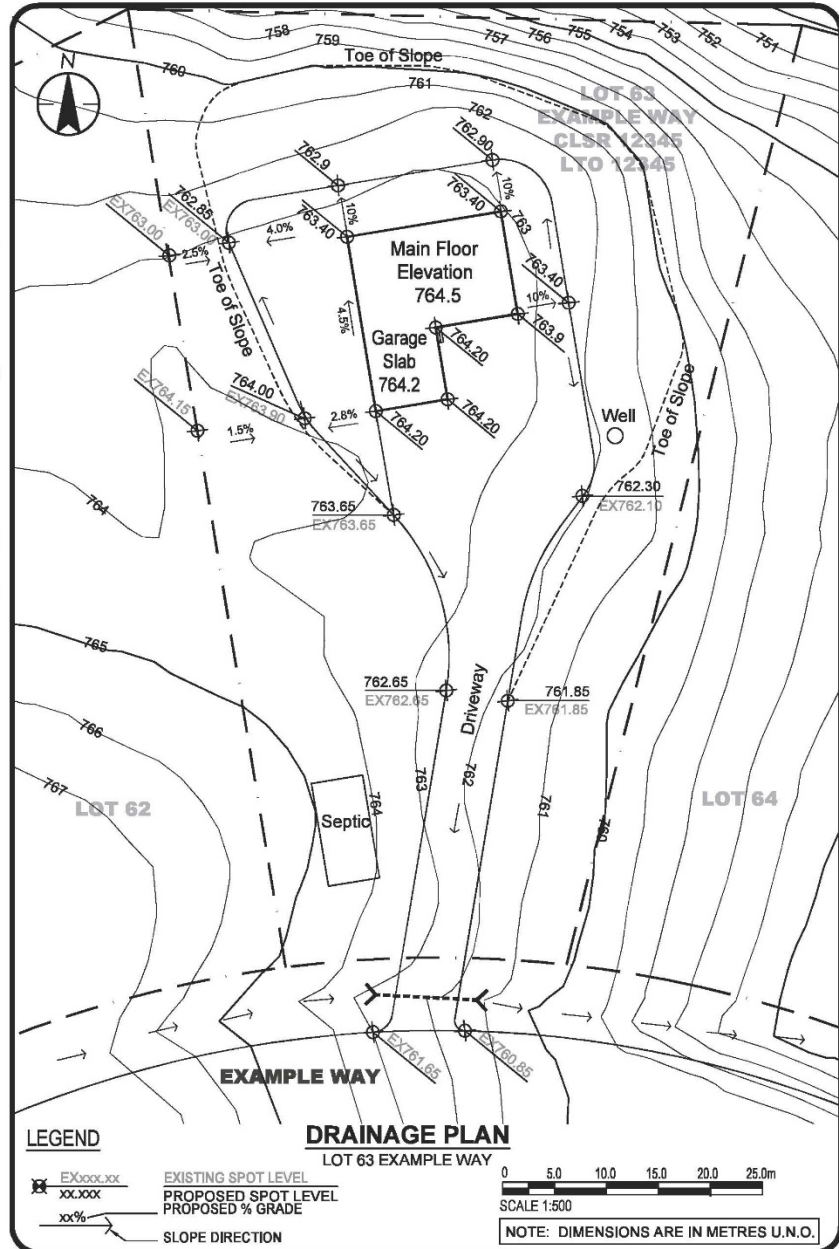 758
759
757
756
755
754
753
752
751
760
Toe of Slope
761
762
N
LOT 63
EXAMPLE WAY
CLSR 12345
LTO 12345
762.9
762.90
10%
10%
762.85
EX763.00
EX763.00
2.5%
4.0%
763.40
763.40
763
Main Floor
Elevation
764.5
763.40
10%
763.9
Toe of Slope
4.5%
Garage
Slab
764.2
764.20
764.00
EX763.90
EX764.15
1.5%
2.8%
764.20
764.20
Well
Toe of Slope
764
763.65
EX763.65
762.30
EX762.10
765
762.65
EX762.65
Driveway
761.85
EX761.85
766
767
LOT 62
763
762
761
760
LOT 64
764
Septic
EX761.65
EX760.85
EXAMPLE WAY
LEGEND
EXxxx.xx EXISTING SPOT LEVEL
xx.xxx PROPOSED SPOT LEVEL
xx% PROPOSED % GRADE
SLOPE DIRECTION
DRAINAGE PLAN
LOT 63 EXAMPLE WAY
0 5.0 10.0 15.0 20.0 25.0m
SCALE 1:500
NOTE: DIMENSIONS ARE IN METRES U.N.O.